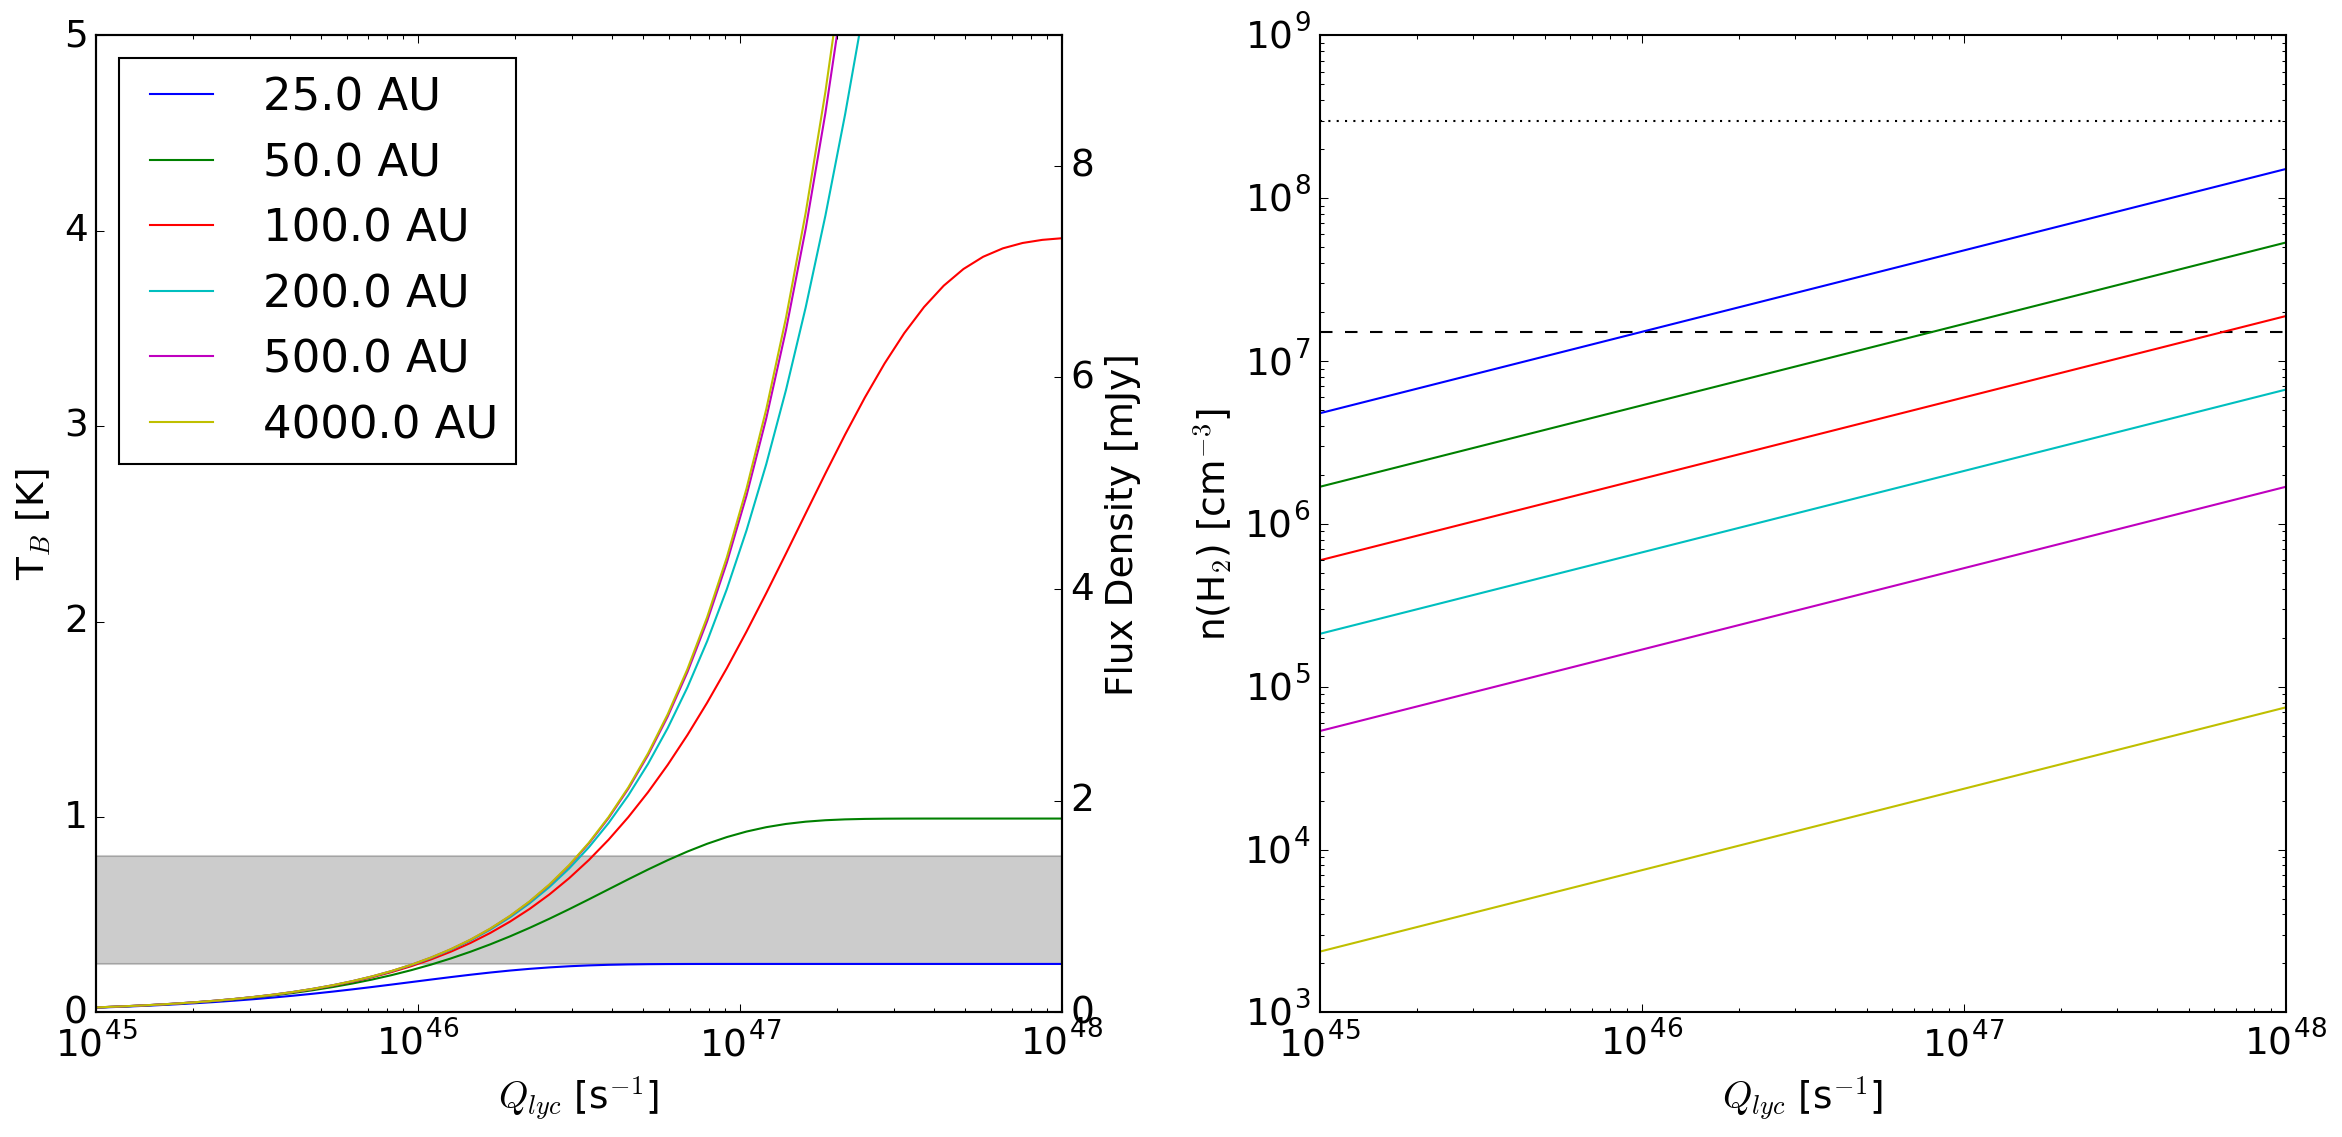 5
4
3
2
1
0
T_B [K]
25.0 AU
50.0 AU
100.0 AU
200.0 AU
500.0 AU
4000.0 AU
8
6
4
2
0
Flux Density [mJy]
10^45
10^46
10^47
10^48
Q_lyc [s^−1]
10^9
10^8
10^7
10^6
10^5
10^4
10^3
n(H_2) [cm^−3]
10^45
10^46
10^47
10^48
Q_lyc [s^−1]